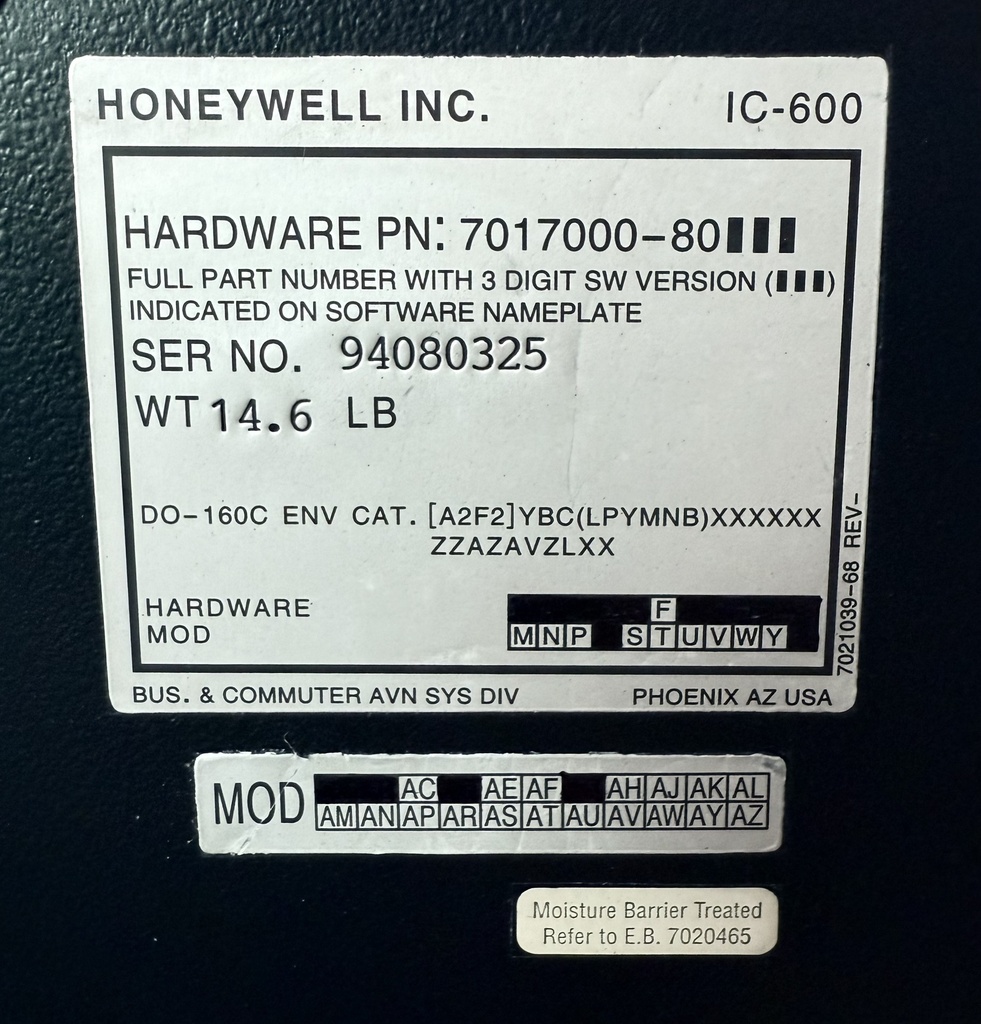 HONEYWELL INC. IC-600
HARDWARE PN: 7017000-80▮▮▮
FULL PART NUMBER WITH 3 DIGIT SW VERSION (▮▮▮)
INDICATED ON SOFTWARE NAMEPLATE
SER NO. 94080325
WT 14.6 LB
DO-160C ENV CAT. [A2F2]YBC(LPYMNB)XXXXXX
ZZAZAVZLXX
HARDWARE F
MOD M N P S T U V W Y
7021039-68 REV-
BUS. & COMMUTER AVN SYS DIV PHOENIX AZ USA
MOD AC AE AF AH AJ AK AL
AM AN AP AR AS AT AU AV AW AY AZ
Moisture Barrier Treated
Refer to E.B. 7020465